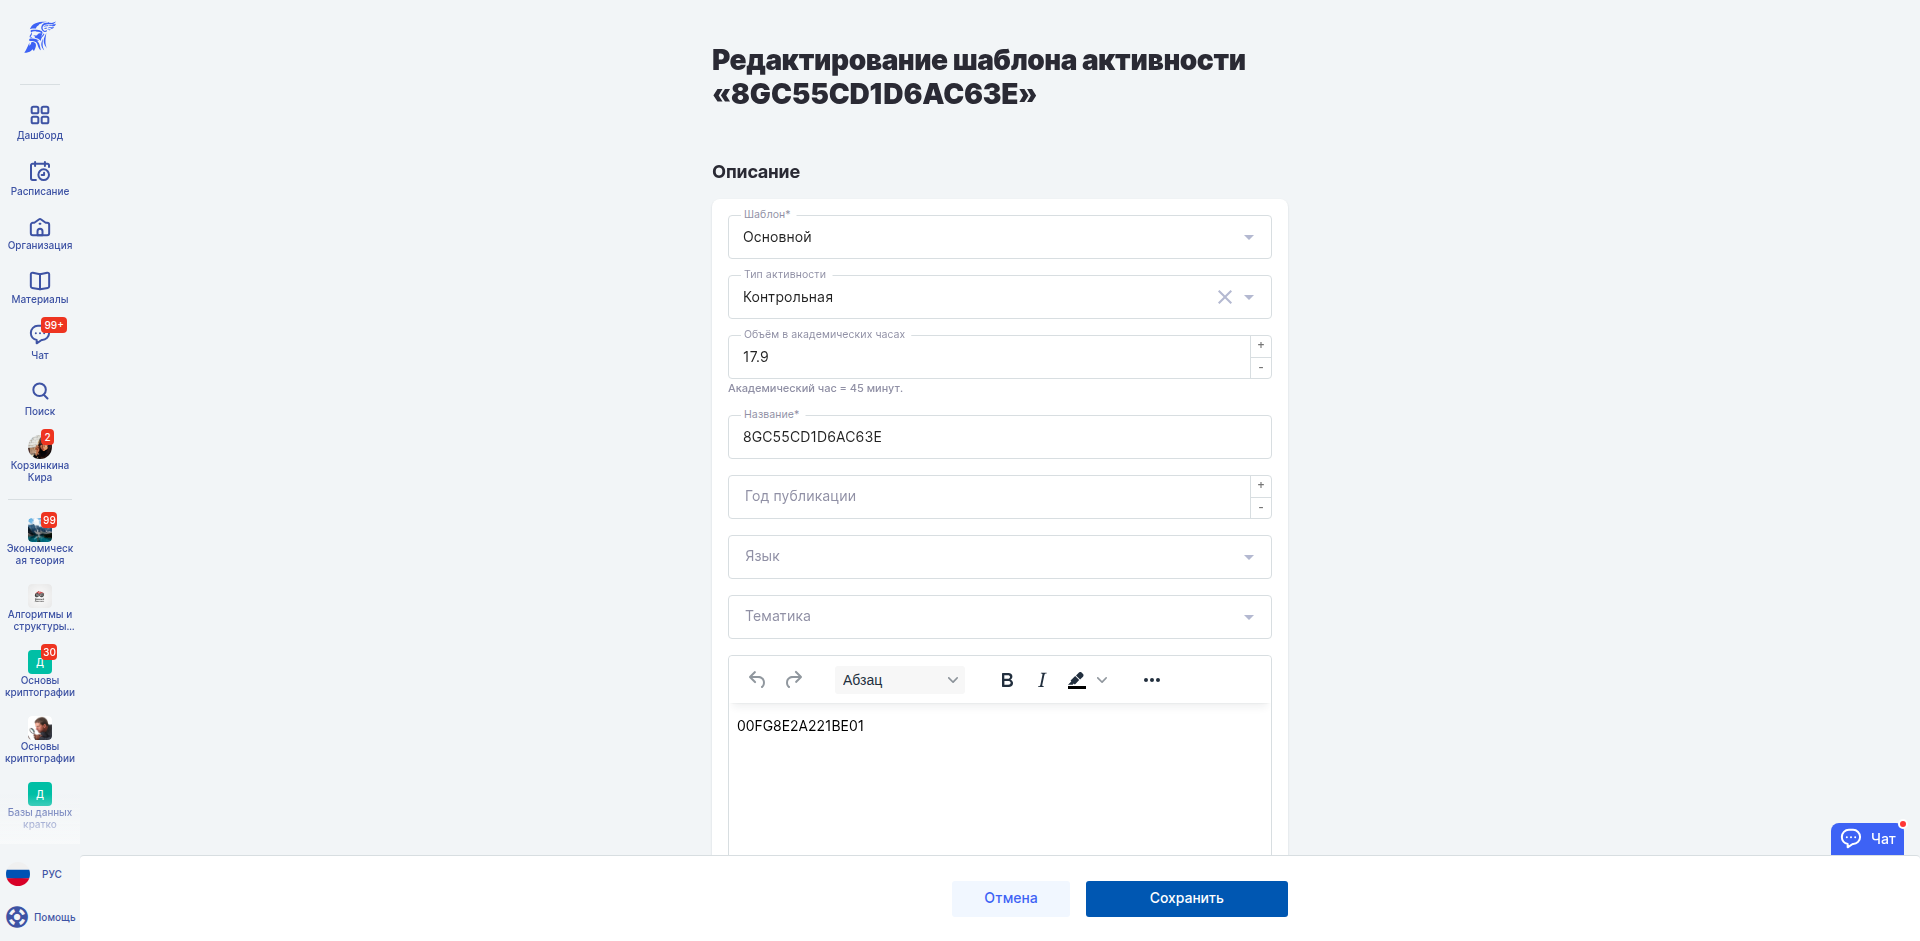 Дашборд
Расписание
Организация
Материалы
99+
Чат
Поиск
2
Корзинкина
Кира
99
Экономическ
ая теория
Алгоритмы и
структуры...
30
Д
Основы
криптографии
Основы
криптографии
Д
Базы данных
кратко
РУС
Помощь
Редактирование шаблона активности
«8GC55CD1D6AC63E»
Описание
Шаблон*
Основной
Тип активности
Контрольная
Объём в академических часах
17.9
+
-
Академический час = 45 минут.
Название*
8GC55CD1D6AC63E
Год публикации
+
-
Язык
Тематика
Абзац
B I
00FG8E2A221BE01
Чат
Отмена
Сохранить